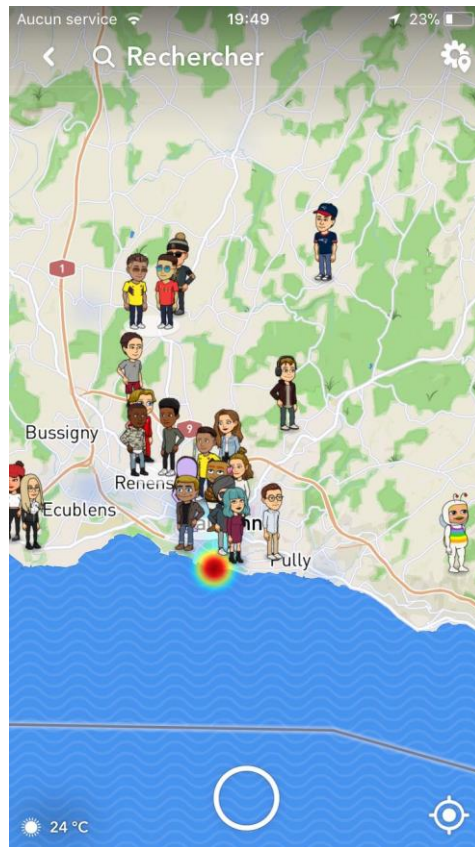 Aucun service
19:49
23%
Rechercher
1
9
Bussigny
Renens
Ecublens
Pully
24 °C